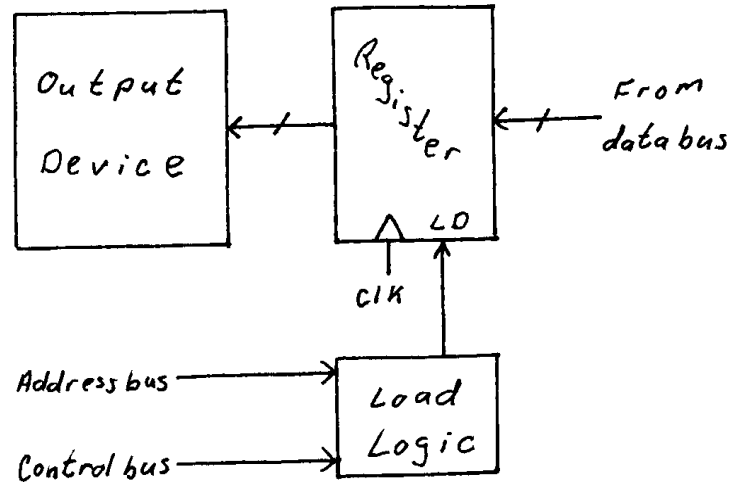 Output
Device
Register
LD
ClK
From
data bus
Address bus
Control bus
Load
Logic